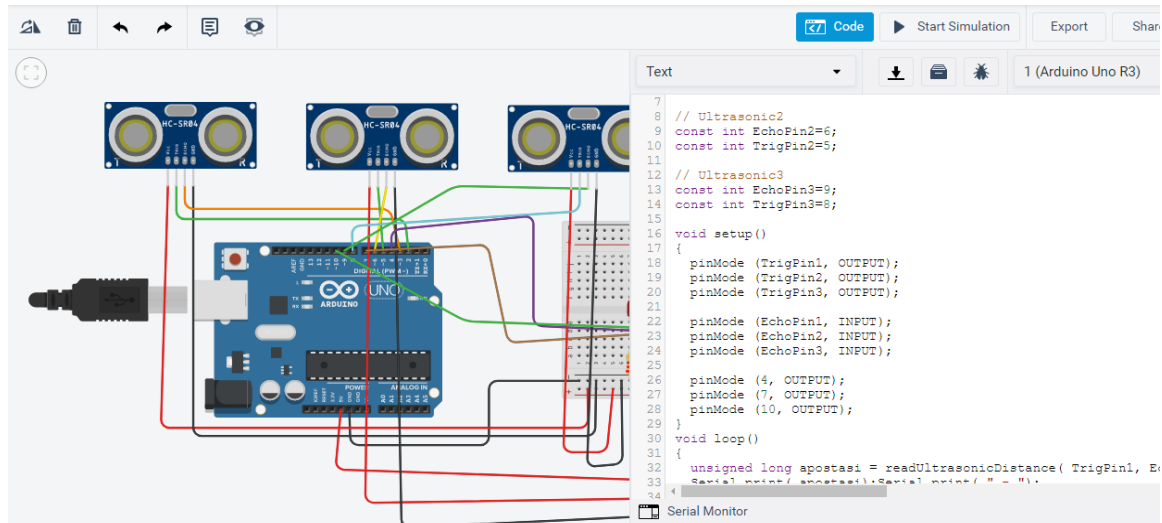 Code
Start Simulation
Export
Share
Text
1 (Arduino Uno R3)
HC-SR04
HC-SR04
HC-SR04
T
R
T
R
T
DIGITAL (PWM~)
UNO
ARDUINO
POWER
ANALOG IN
7
8 // Ultrasonic2
9 const int EchoPin2=6;
10 const int TrigPin2=5;
11
12 // Ultrasonic3
13 const int EchoPin3=9;
14 const int TrigPin3=8;
15
16 void setup()
17 {
18 pinMode (TrigPin1, OUTPUT);
19 pinMode (TrigPin2, OUTPUT);
20 pinMode (TrigPin3, OUTPUT);
21
22 pinMode (EchoPin1, INPUT);
23 pinMode (EchoPin2, INPUT);
24 pinMode (EchoPin3, INPUT);
25
26 pinMode (4, OUTPUT);
27 pinMode (7, OUTPUT);
28 pinMode (10, OUTPUT);
29 }
30 void loop()
31 {
32 unsigned long apostasi = readUltrasonicDistance( TrigPin1, Ec
33 Serial.print( apostasi);Serial.print( " - ");
34
Serial Monitor